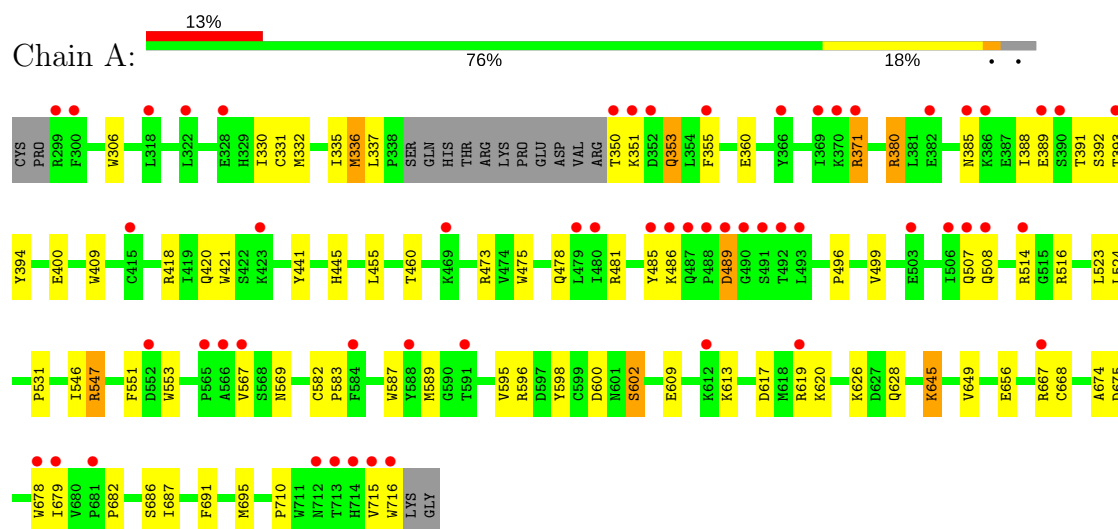 13%
Chain A:
76% 18% • •
CYS PRO R299 F300 W306 L318 L322 E328 H329 I330 C331 M332 I335 M336 L337 P338 SER GLN HIS THR ARG LYS PRO GLU ASP VAL ARG T350 K351 D352 Q353 L354 F355 E360 Y366 I369 K370 R371 R380 L381 E382 N385 K386 E387 I388 E389 S390 T391 S392
Y394 E400 W409 C415 R418 I419 Q420 W421 S422 K423 Y441 H445 L455 T460 K469 R473 V474 W475 Q478 L479 I480 R481 Y485 K486 Q487 P488 D489 G490 S491 T492 L493 P496 V499 E503 I506 Q507 Q508 R514 G515 R516 L523
P531 I546 R547 F551 D552 W553 P565 A566 V567 S568 N569 C582 P583 F584 W587 Y588 M589 G590 T591 V595 R596 D597 Y598 C599 D600 N601 S602 E609 K612 K613 D617 M618 R619 K620 K626 D627 Q628 K645 V649 E656 R667 C668 A674
W678 I679 V680 P681 P682 S686 I687 F691 M695 P710 W711 N712 T713 H714 V715 W716 LYS GLY